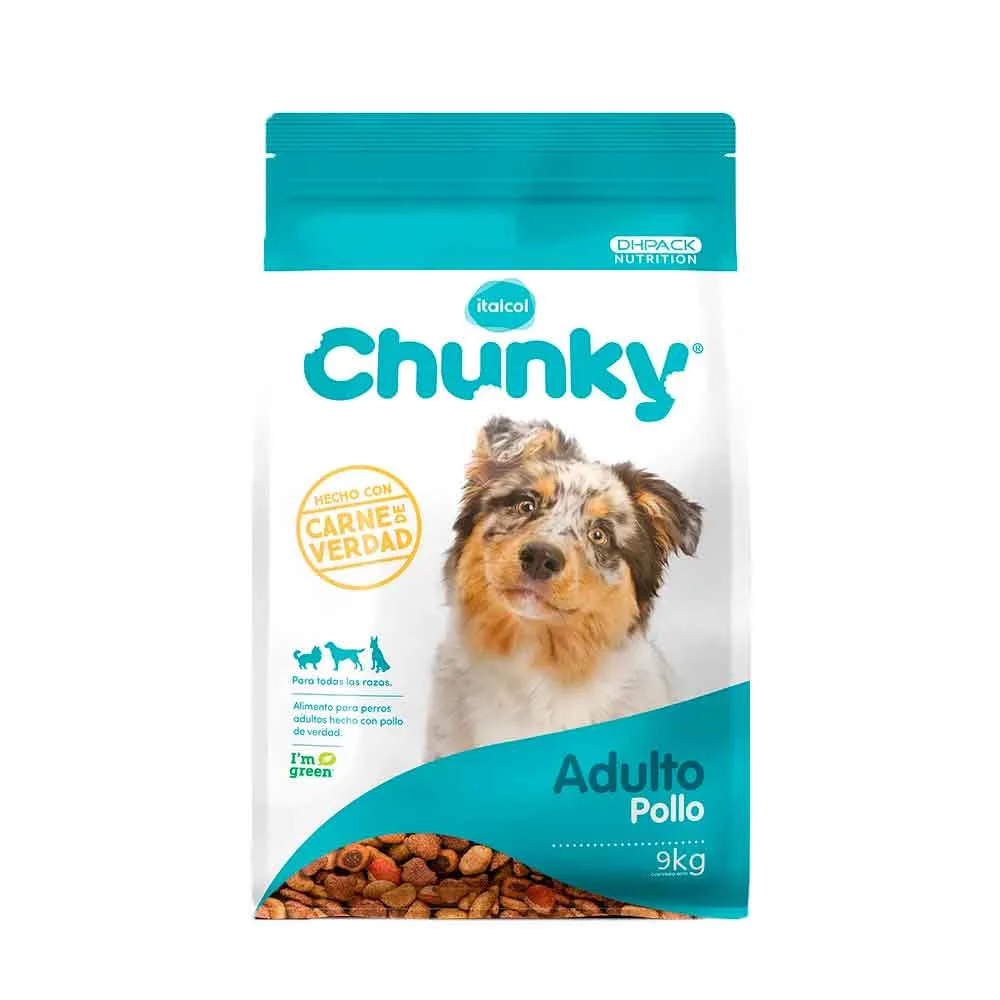 DHPACK
NUTRITION
italcol
Chunky®
HECHO CON
CARNE DE
VERDAD
Para todas las razas.
Alimento para perros
adultos hecho con pollo
de verdad.
I'm
green
Adulto
Pollo
9kg